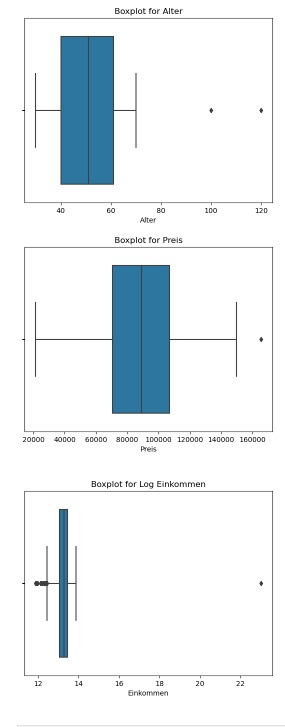 Boxplot for Alter
40 60 80 100 120
Alter
Boxplot for Preis
20000 40000 60000 80000 100000 120000 140000 160000
Preis
Boxplot for Log Einkommen
12 14 16 18 20 22
Einkommen